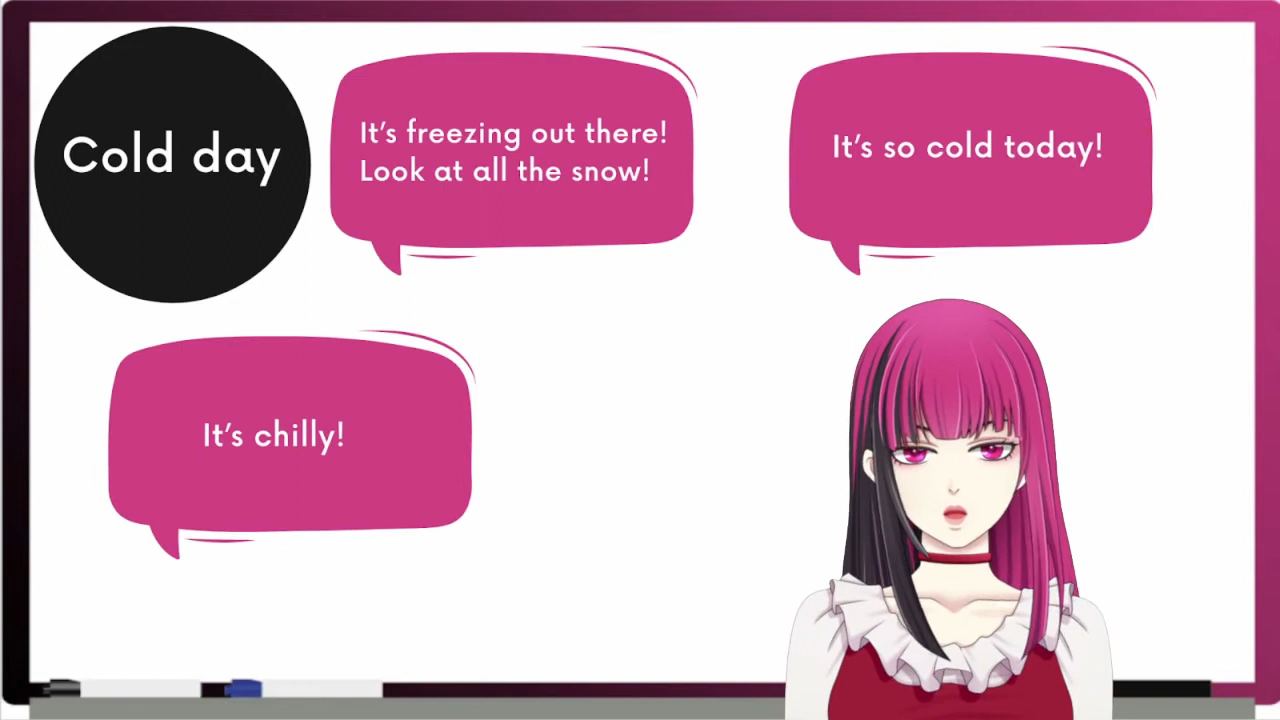 Cold day
It's freezing out there!
Look at all the snow!
It's so cold today!
It's chilly!